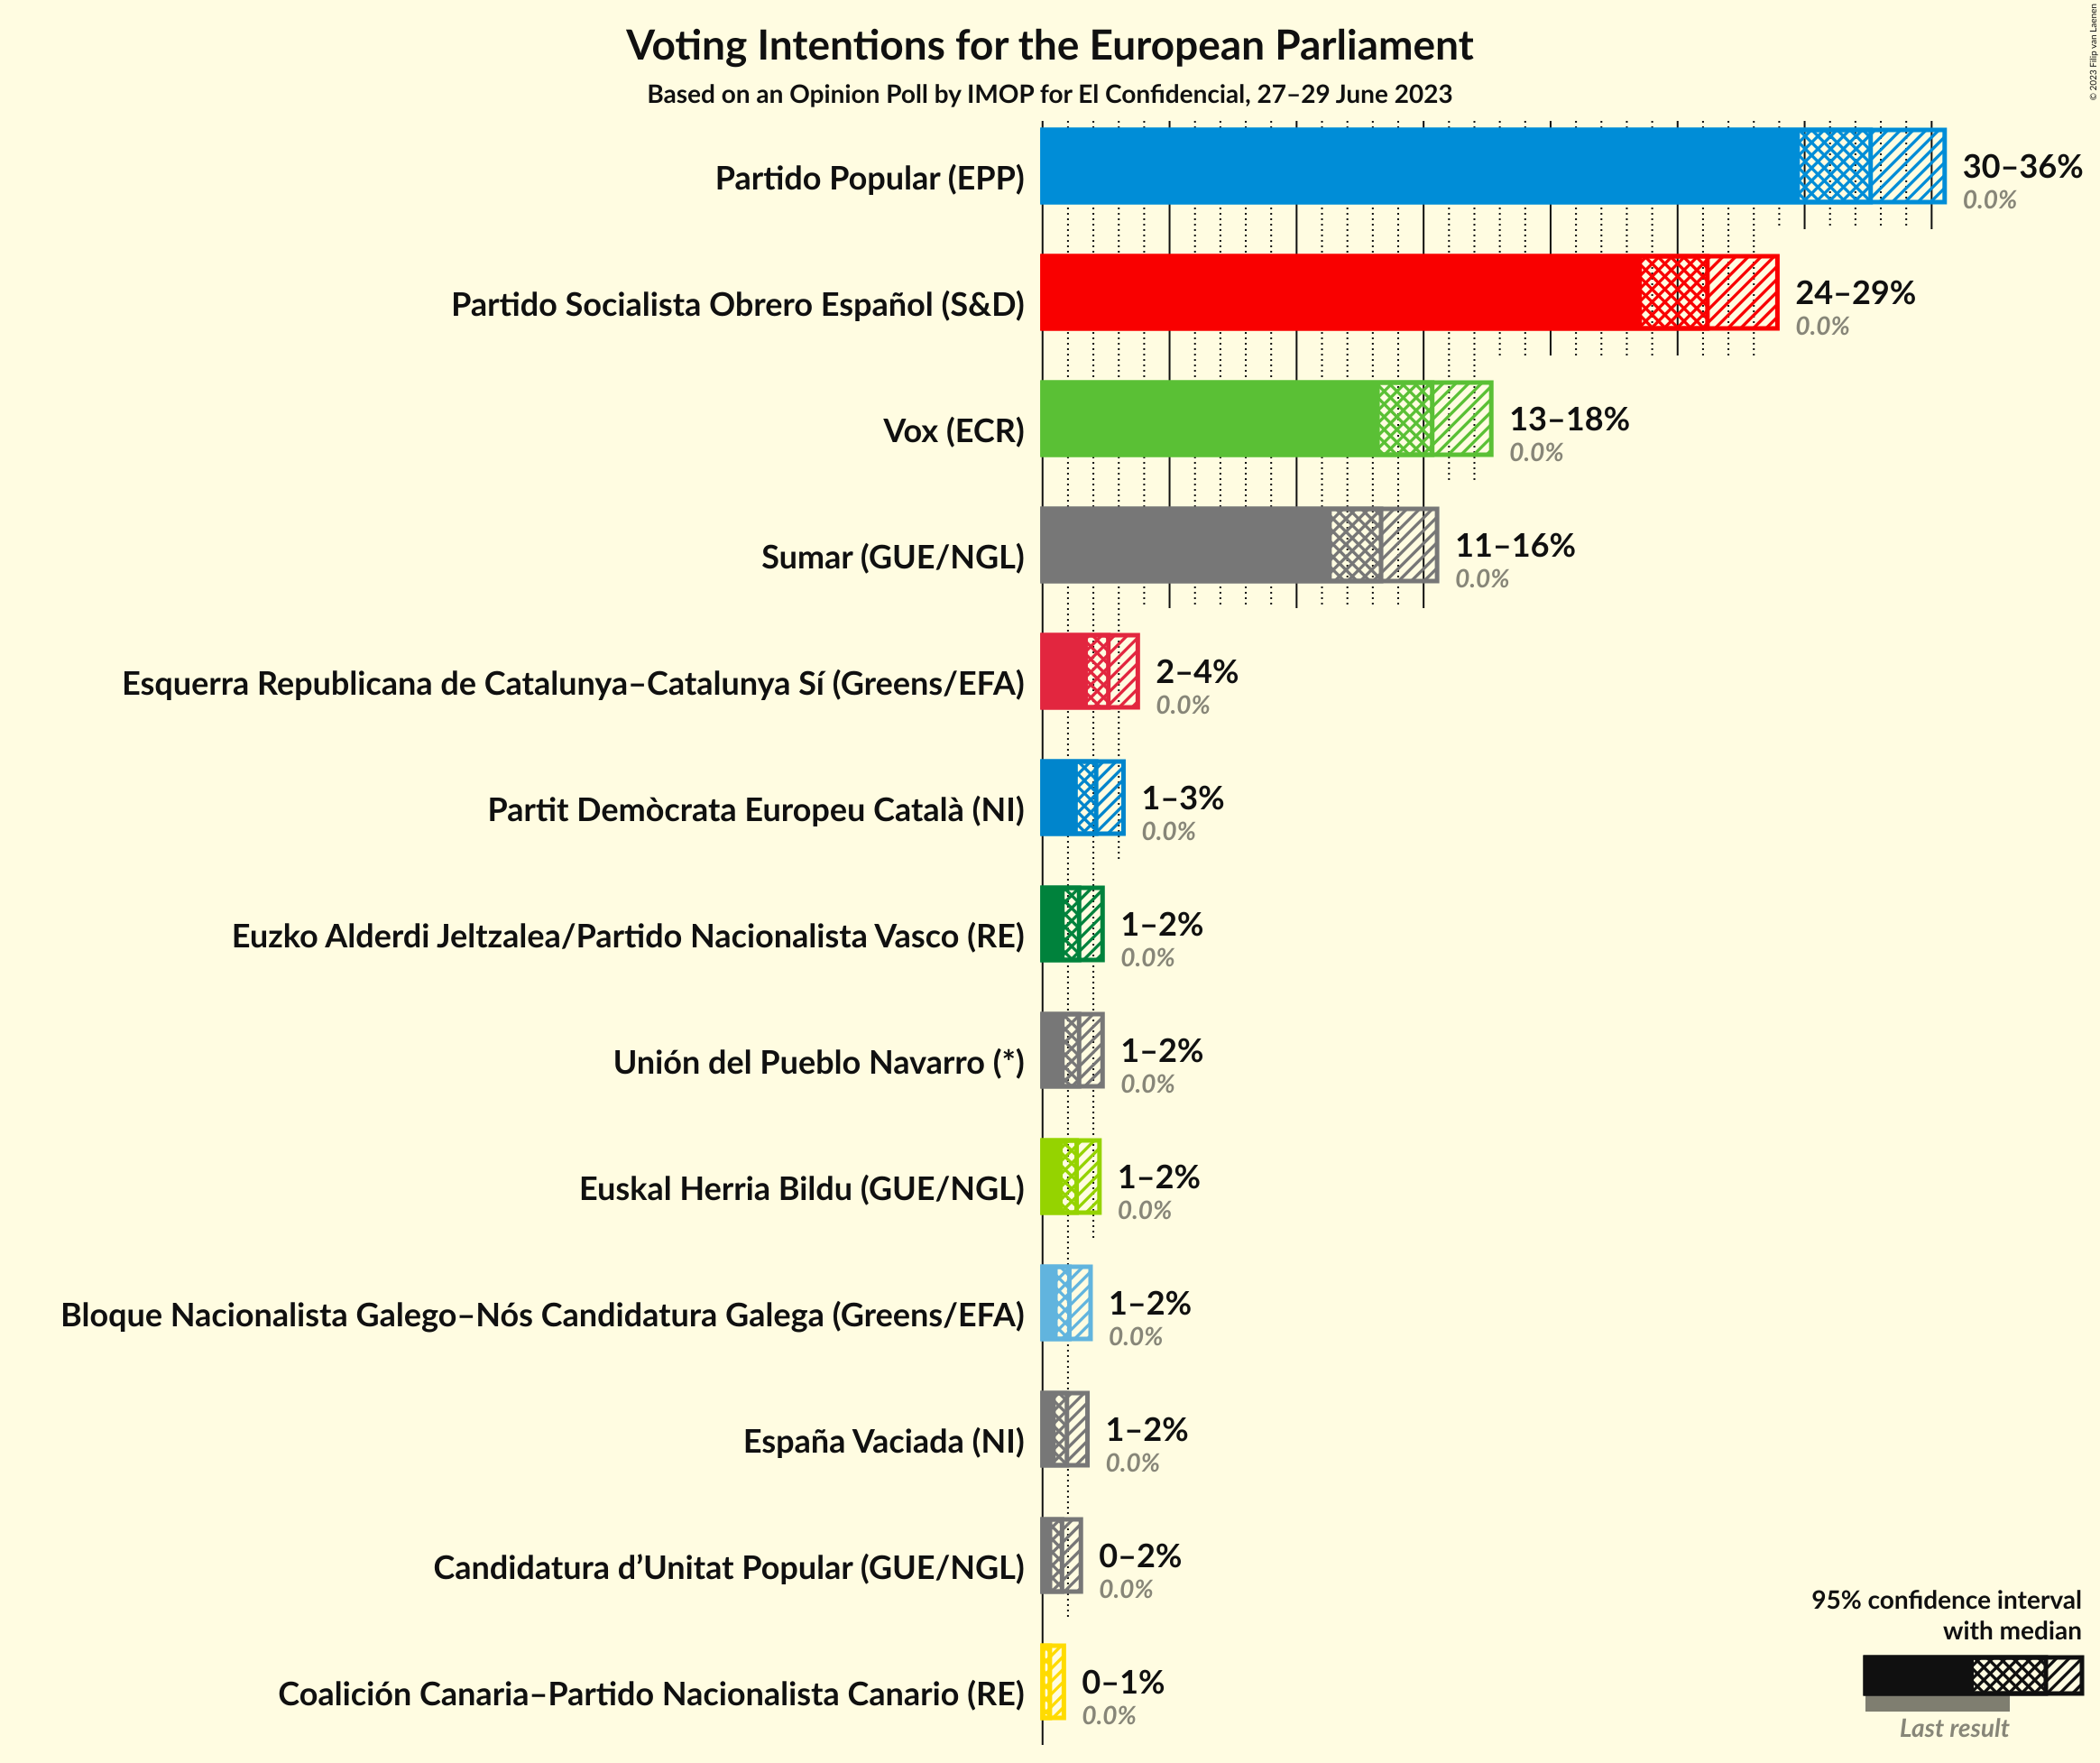 Voting Intentions for the European Parliament
Based on an Opinion Poll by IMOP for El Confidencial, 27–29 June 2023
© 2023 Filip van Laenen
Partido Popular (EPP)
30–36%
0.0%
Partido Socialista Obrero Español (S&D)
24–29%
0.0%
Vox (ECR)
13–18%
0.0%
Sumar (GUE/NGL)
11–16%
0.0%
Esquerra Republicana de Catalunya–Catalunya Sí (Greens/EFA)
2–4%
0.0%
Partit Demòcrata Europeu Català (NI)
1–3%
0.0%
Euzko Alderdi Jeltzalea/Partido Nacionalista Vasco (RE)
1–2%
0.0%
Unión del Pueblo Navarro (*)
1–2%
0.0%
Euskal Herria Bildu (GUE/NGL)
1–2%
0.0%
Bloque Nacionalista Galego–Nós Candidatura Galega (Greens/EFA)
1–2%
0.0%
España Vaciada (NI)
1–2%
0.0%
Candidatura d’Unitat Popular (GUE/NGL)
0–2%
0.0%
Coalición Canaria–Partido Nacionalista Canario (RE)
0–1%
0.0%
95% confidence interval
with median
Last result